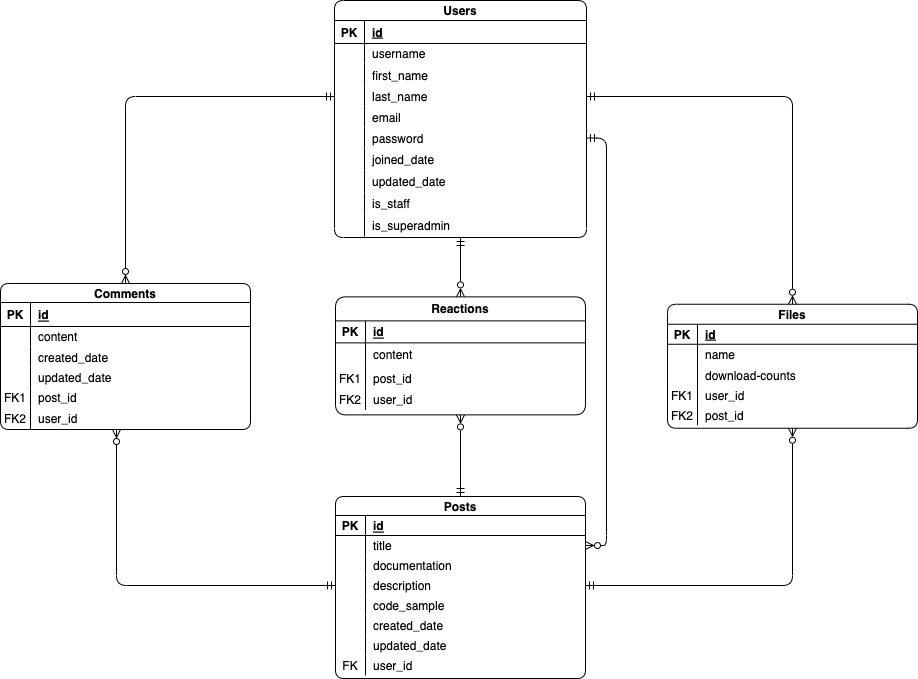 Users
PK id
username
first_name
last_name
email
password
joined_date
updated_date
is_staff
is_superadmin
Comments
PK id
content
created_date
updated_date
FK1 post_id
FK2 user_id
Reactions
PK id
content
FK1 post_id
FK2 user_id
Files
PK id
name
download-counts
FK1 user_id
FK2 post_id
Posts
PK id
title
documentation
description
code_sample
created_date
updated_date
FK user_id